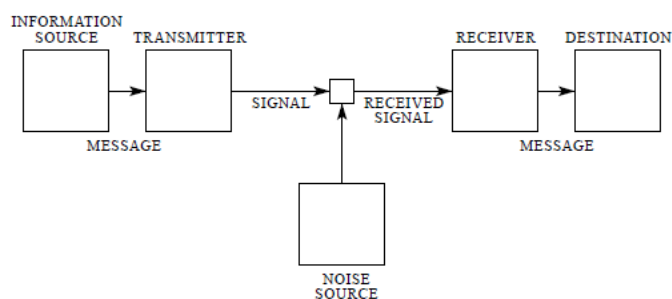 INFORMATION
SOURCE
TRANSMITTER
RECEIVER
DESTINATION
SIGNAL
RECEIVED
SIGNAL
MESSAGE
MESSAGE
NOISE
SOURCE